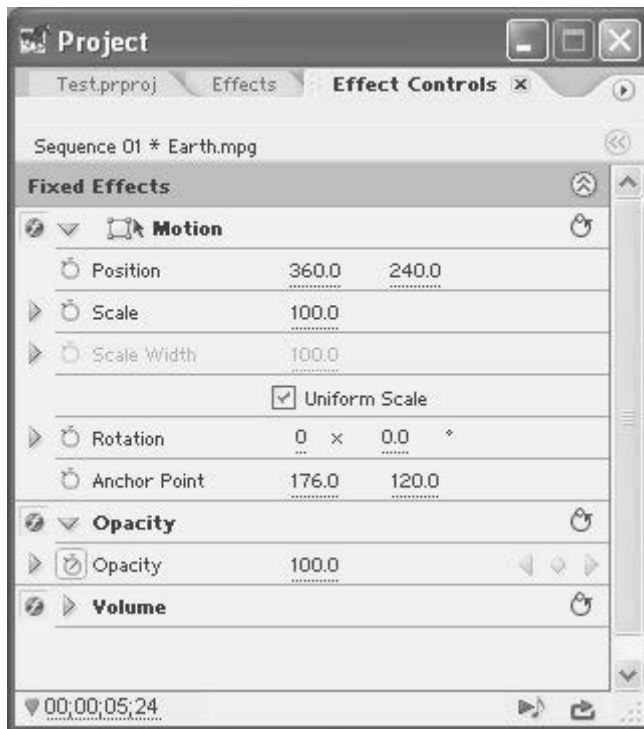 Project
Test.prproj Effects Effect Controls
Sequence 01 * Earth.mpg
Fixed Effects
Motion
Position 360.0 240.0
Scale 100.0
Scale Width 100.0
Uniform Scale
Rotation 0 x 0.0 °
Anchor Point 176.0 120.0
Opacity
Opacity 100.0
Volume
00;00;05;24